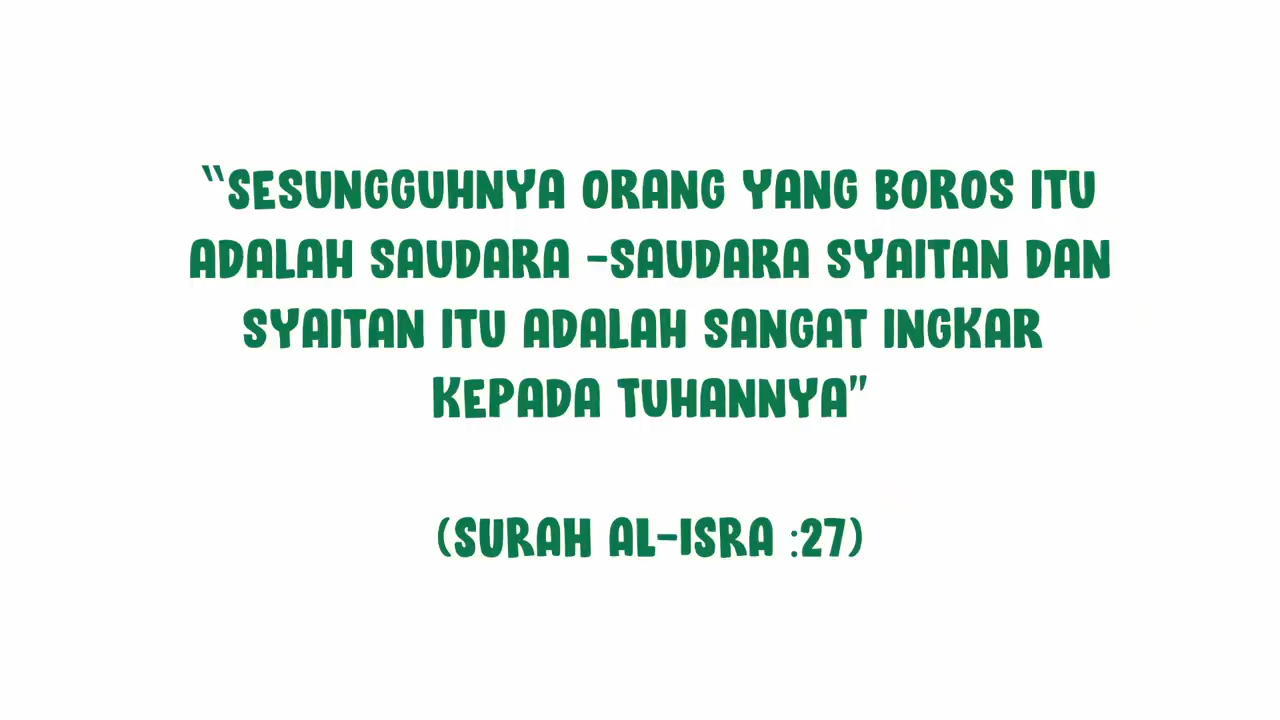 “SESUNGGUHNYA ORANG YANG BOROS ITU
ADALAH SAUDARA -SAUDARA SYAITAN DAN
SYAITAN ITU ADALAH SANGAT INGKAR
KEPADA TUHANNYA”
(SURAH AL-ISRA :27)